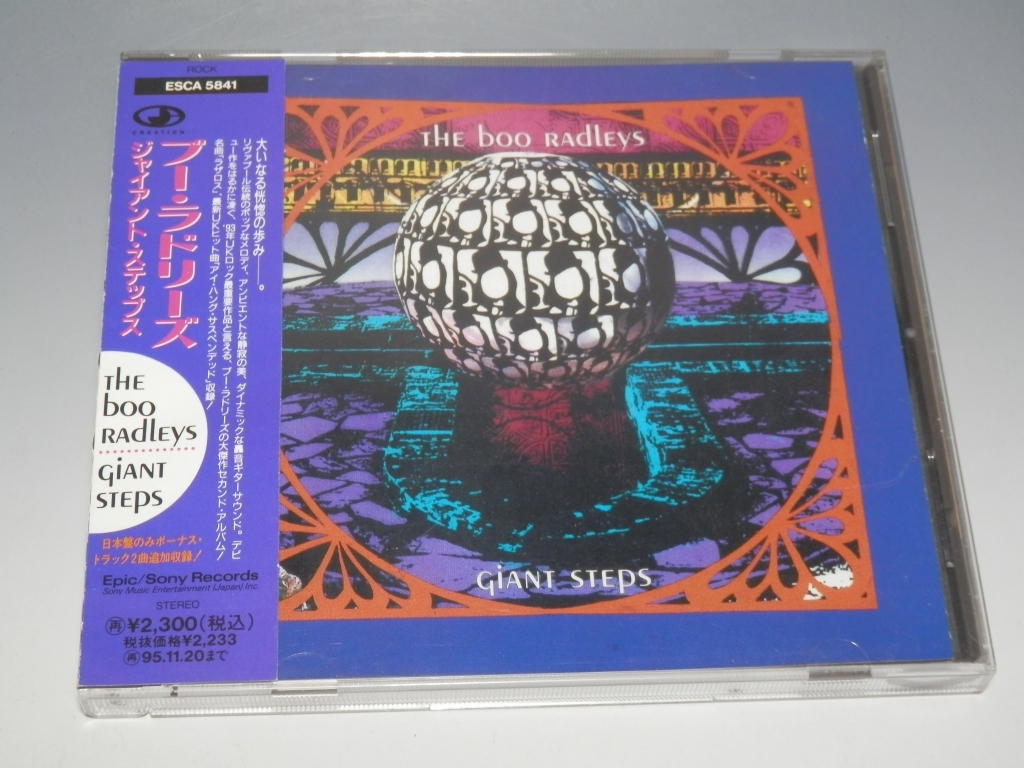 ROCK
ESCA 5841
CREATION
ブー・ラドリーズ
ジャイアント・ステップス
大いなる恍惚の歩み——。
リヴァプール伝統のポップなメロディ、アンビエントな静寂の美、ダイナミックな轟音ギターサウンド。デビ
ュー作をはるかに凌ぐ、'93年UKロック最重要作品と言える、ブー・ラドリーズの大傑作セカンド・アルバム!
名曲「ラザロス」、最新UKヒット曲「アイ・ハング・サスペンデッド」収録!
THE
boo
RADLEYS
GIANT
STEPS
日本盤のみボーナス・
トラック2曲追加収録!
Epic/Sony Records
Sony Music Entertainment (Japan) Inc.
STEREO
再¥2,300(税込)
税抜価格¥2,233
再95.11.20まで
THE boo RADLEYS
GIANT STEPS